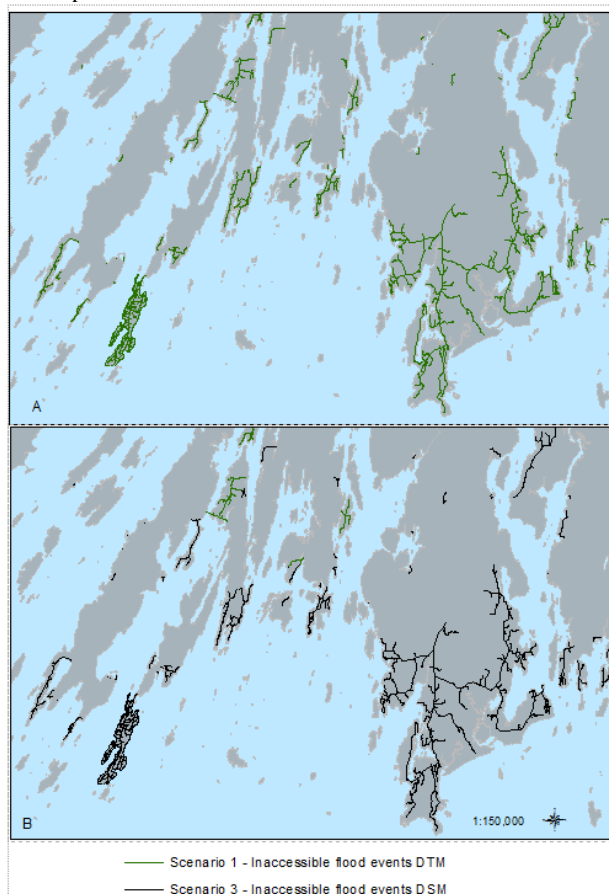 A
B
1:150,000
Scenario 1 - Inaccessible flood events DTM
Scenario 3 - Inaccessible flood events DSM